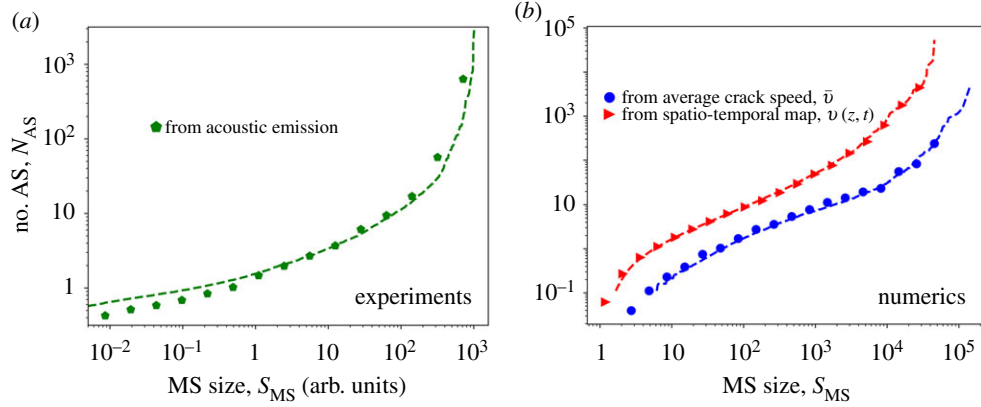 (a)
10³
10²
10
1
no. AS, N_AS
from acoustic emission
experiments
10⁻² 10⁻¹ 1 10 10² 10³
MS size, S_MS (arb. units)
(b)
10⁵
10³
10
10⁻¹
from average crack speed, ῡ
from spatio-temporal map, υ (z, t)
numerics
1 10 10² 10³ 10⁴ 10⁵
MS size, S_MS